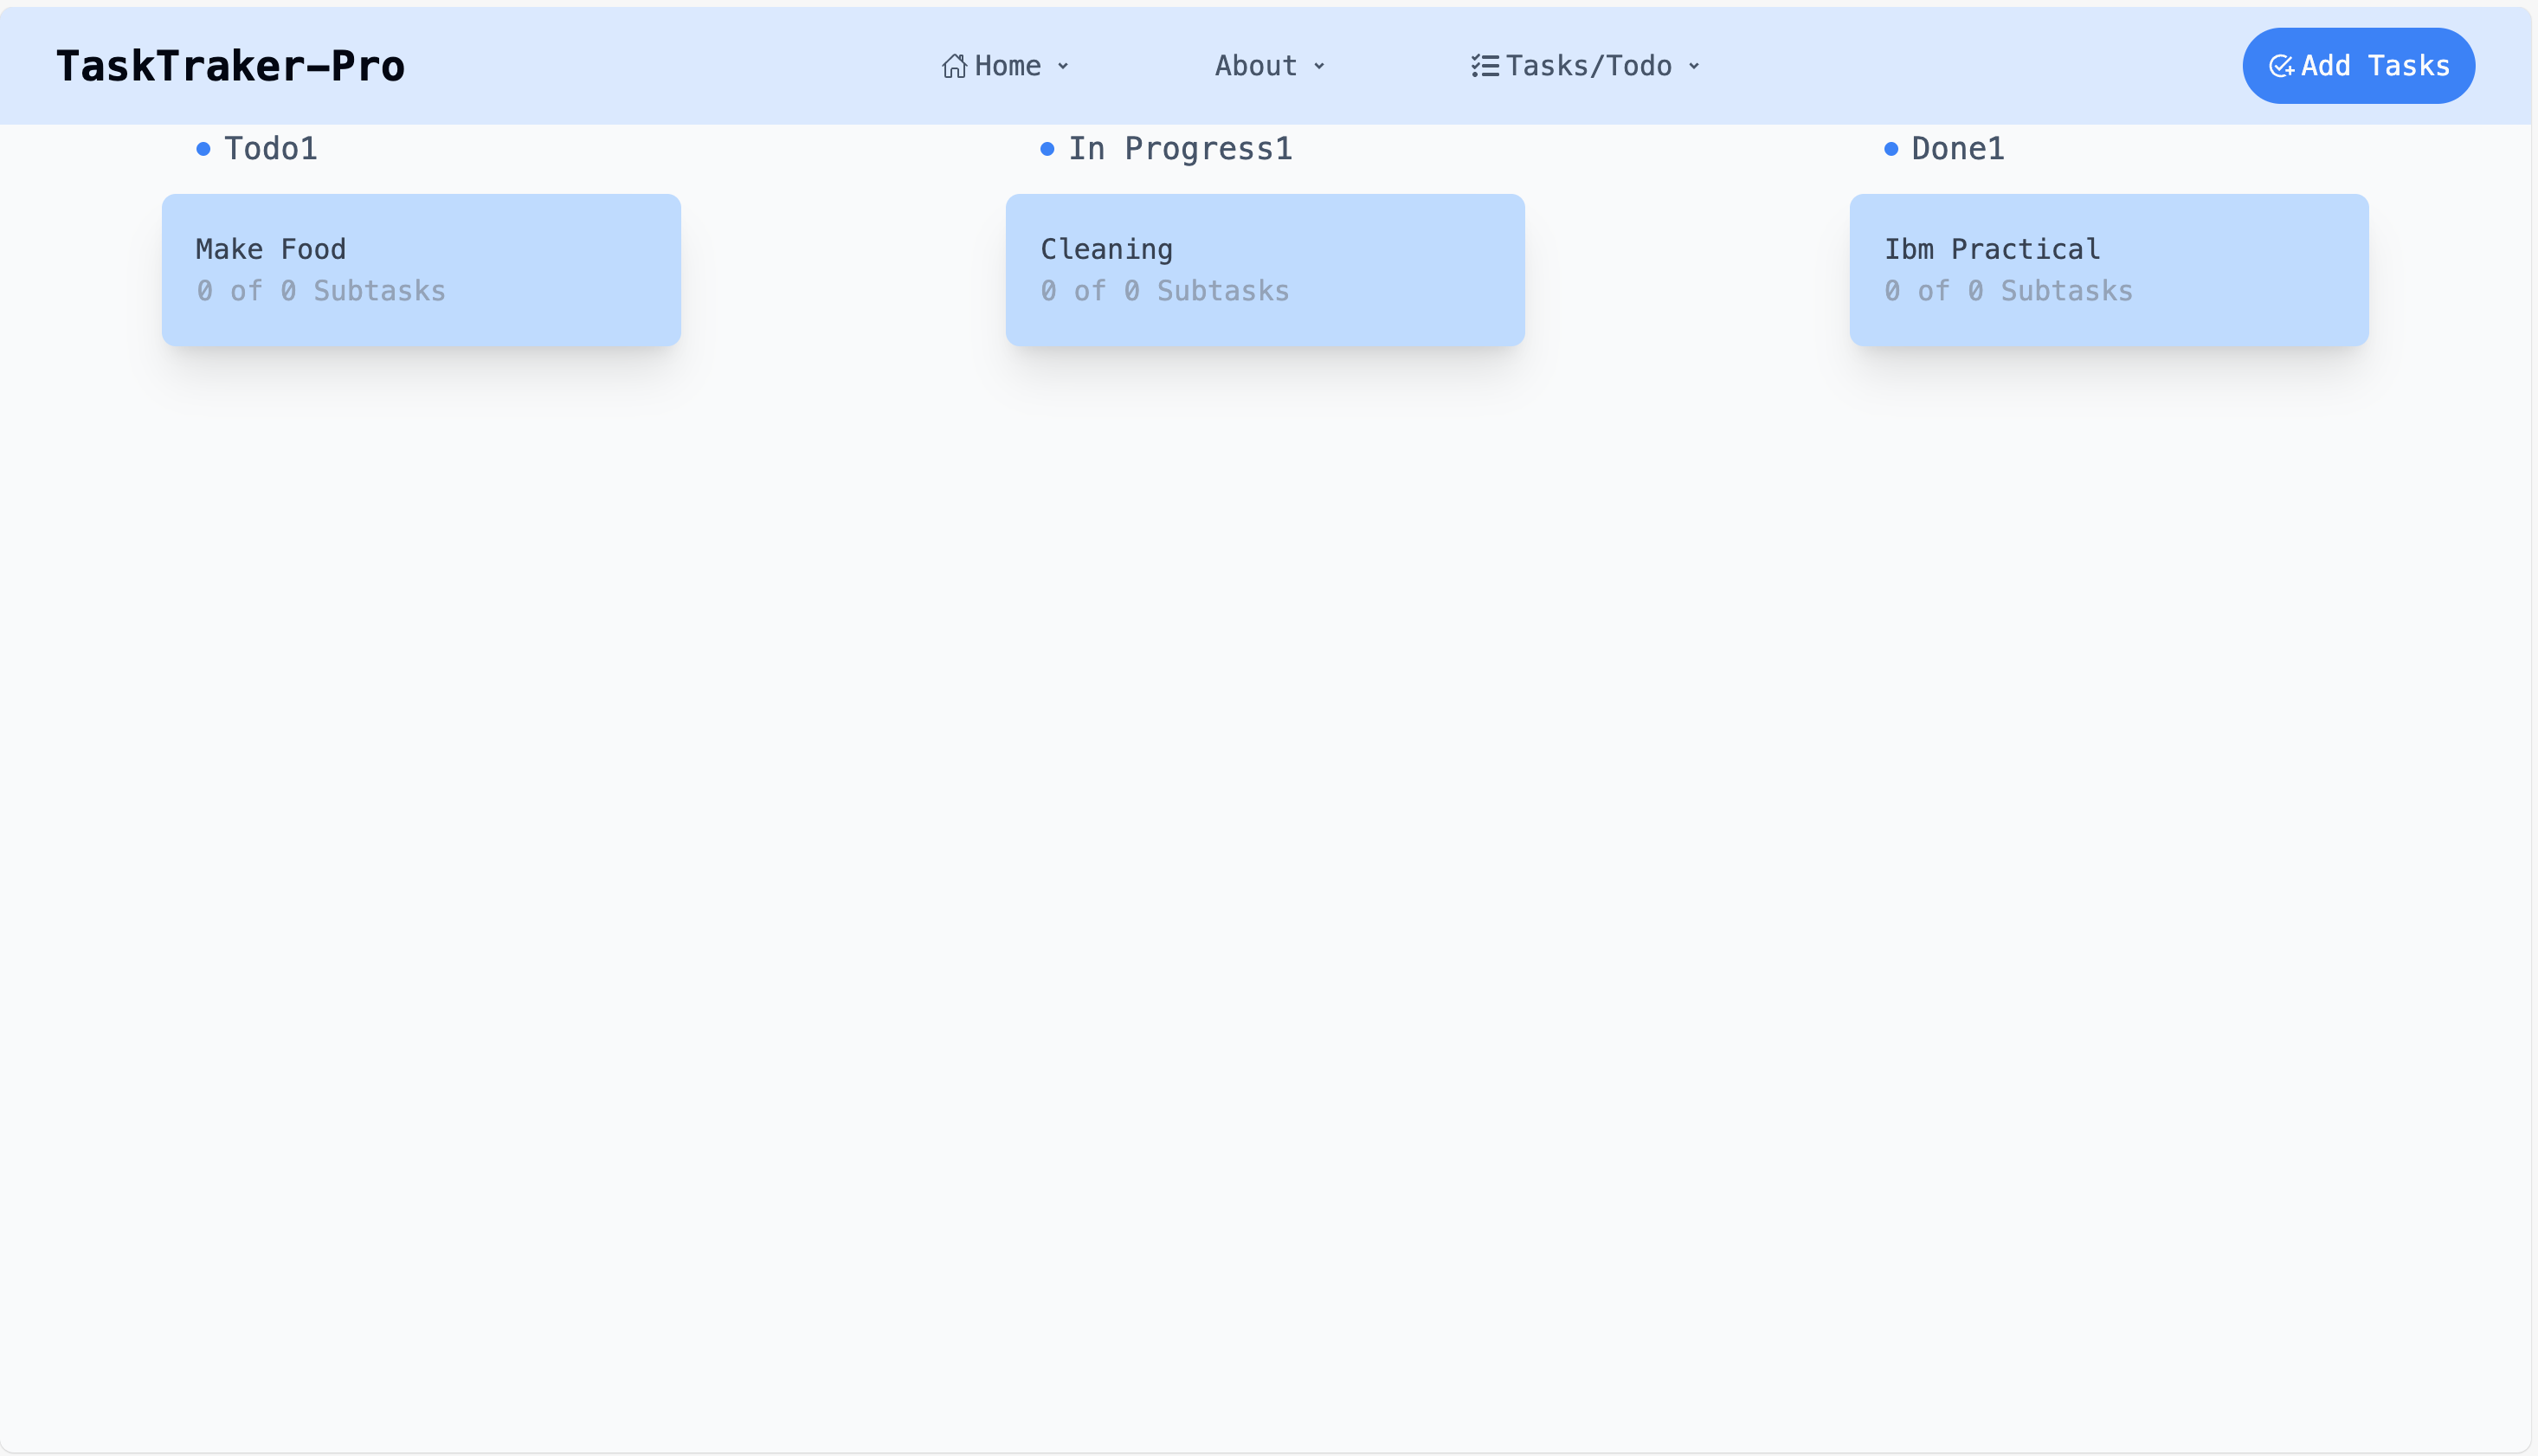 TaskTraker-Pro
Home
About
Tasks/Todo
Add Tasks
Todo1
Make Food
0 of 0 Subtasks
In Progress1
Cleaning
0 of 0 Subtasks
Done1
Ibm Practical
0 of 0 Subtasks